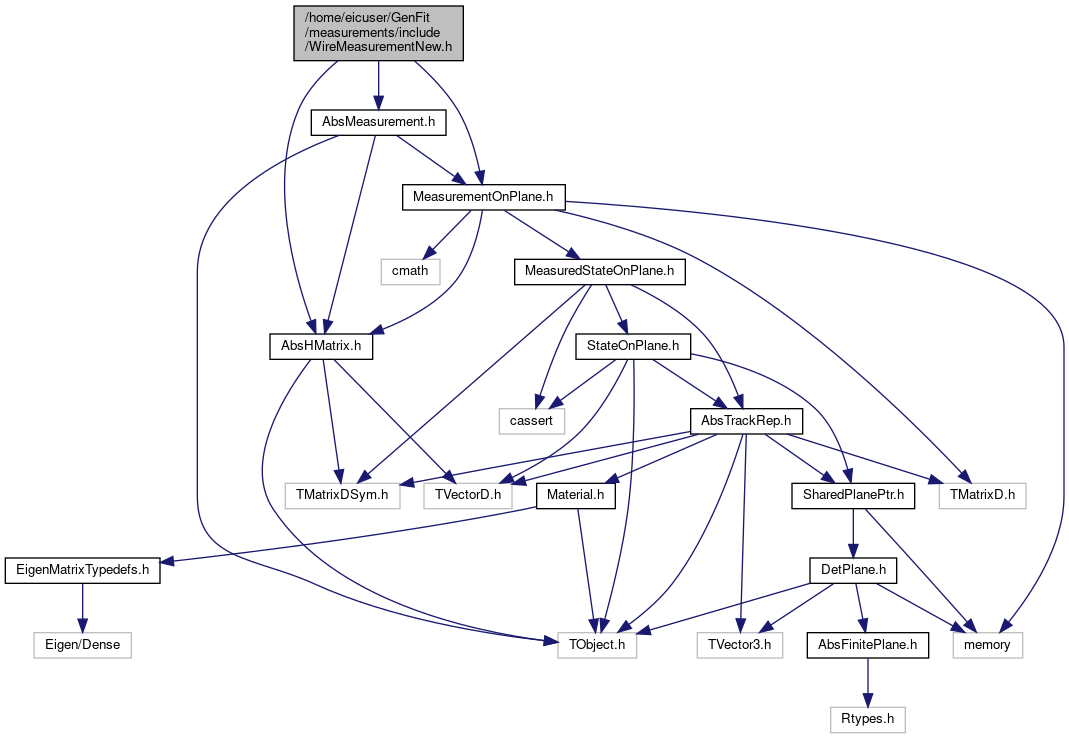 /home/eicuser/GenFit
/measurements/include
/WireMeasurementNew.h
AbsMeasurement.h
MeasurementOnPlane.h
cmath
MeasuredStateOnPlane.h
AbsHMatrix.h
StateOnPlane.h
cassert
AbsTrackRep.h
TMatrixDSym.h
TVectorD.h
Material.h
SharedPlanePtr.h
TMatrixD.h
EigenMatrixTypedefs.h
DetPlane.h
Eigen/Dense
TObject.h
TVector3.h
AbsFinitePlane.h
memory
Rtypes.h